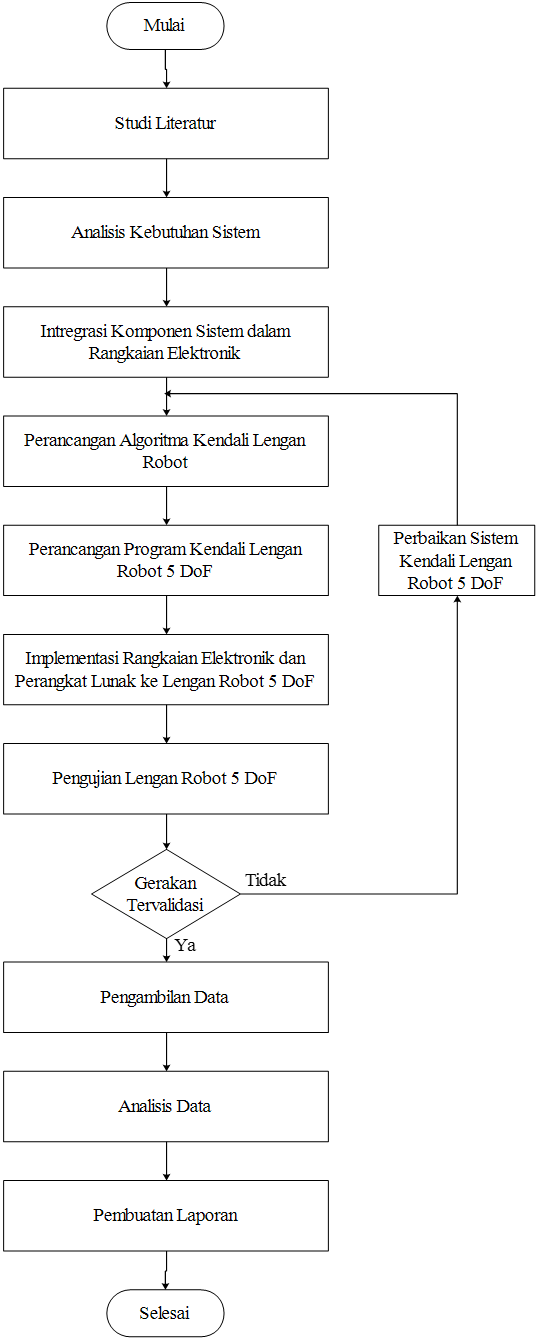 Mulai
Studi Literatur
Analisis Kebutuhan Sistem
Intregrasi Komponen Sistem dalam
Rangkaian Elektronik
Perancangan Algoritma Kendali Lengan
Robot
Perancangan Program Kendali Lengan
Robot 5 DoF
Perbaikan Sistem
Kendali Lengan
Robot 5 DoF
Implementasi Rangkaian Elektronik dan
Perangkat Lunak ke Lengan Robot 5 DoF
Pengujian Lengan Robot 5 DoF
Gerakan
Tervalidasi
Tidak
Ya
Pengambilan Data
Analisis Data
Pembuatan Laporan
Selesai